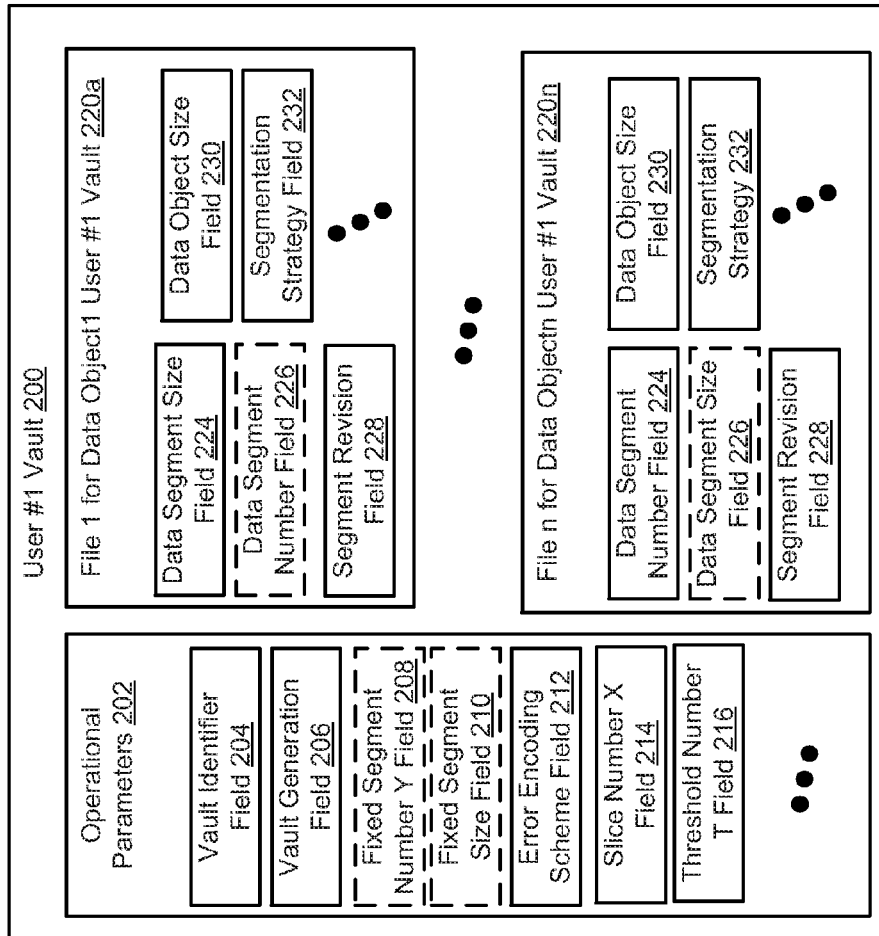 User #1 Vault 200
Operational
Parameters 202
Vault Identifier
Field 204
Vault Generation
Field 206
Fixed Segment
Number Y Field 208
Fixed Segment
Size Field 210
Error Encoding
Scheme Field 212
Slice Number X
Field 214
Threshold Number
T Field 216
File 1 for Data Object1 User #1 Vault 220a
Data Segment Size
Field 224
Data Segment
Number Field 226
Segment Revision
Field 228
Data Object Size
Field 230
Segmentation
Strategy Field 232
File n for Data Objectn User #1 Vault 220n
Data Segment
Number Field 224
Data Segment Size
Field 226
Segment Revision
Field 228
Data Object Size
Field 230
Segmentation
Strategy 232